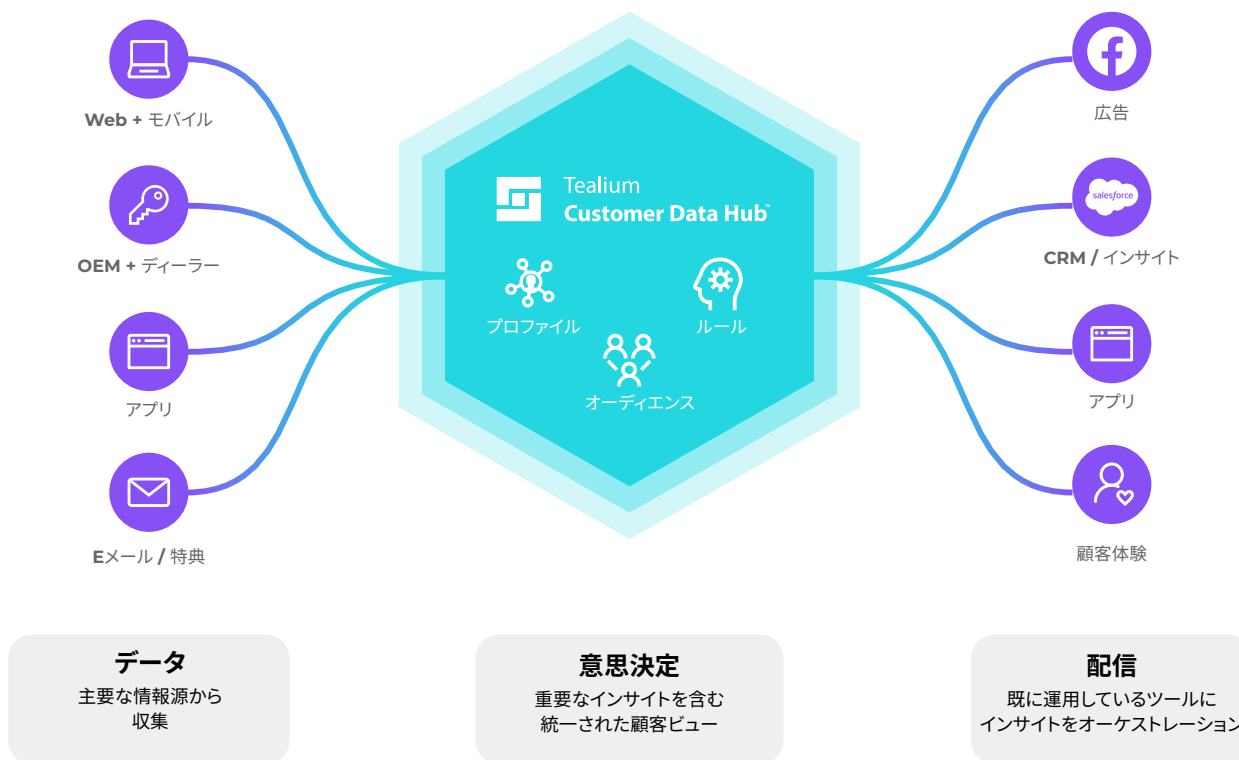 Web + モバイル
OEM + ディーラー
アプリ
Eメール / 特典
Tealium
Customer Data Hub™
プロファイル
ルール
オーディエンス
広告
salesforce
CRM / インサイト
アプリ
顧客体験
データ
主要な情報源から
収集
意思決定
重要なインサイトを含む
統一された顧客ビュー
配信
既に運用しているツールに
インサイトをオーケストレーション